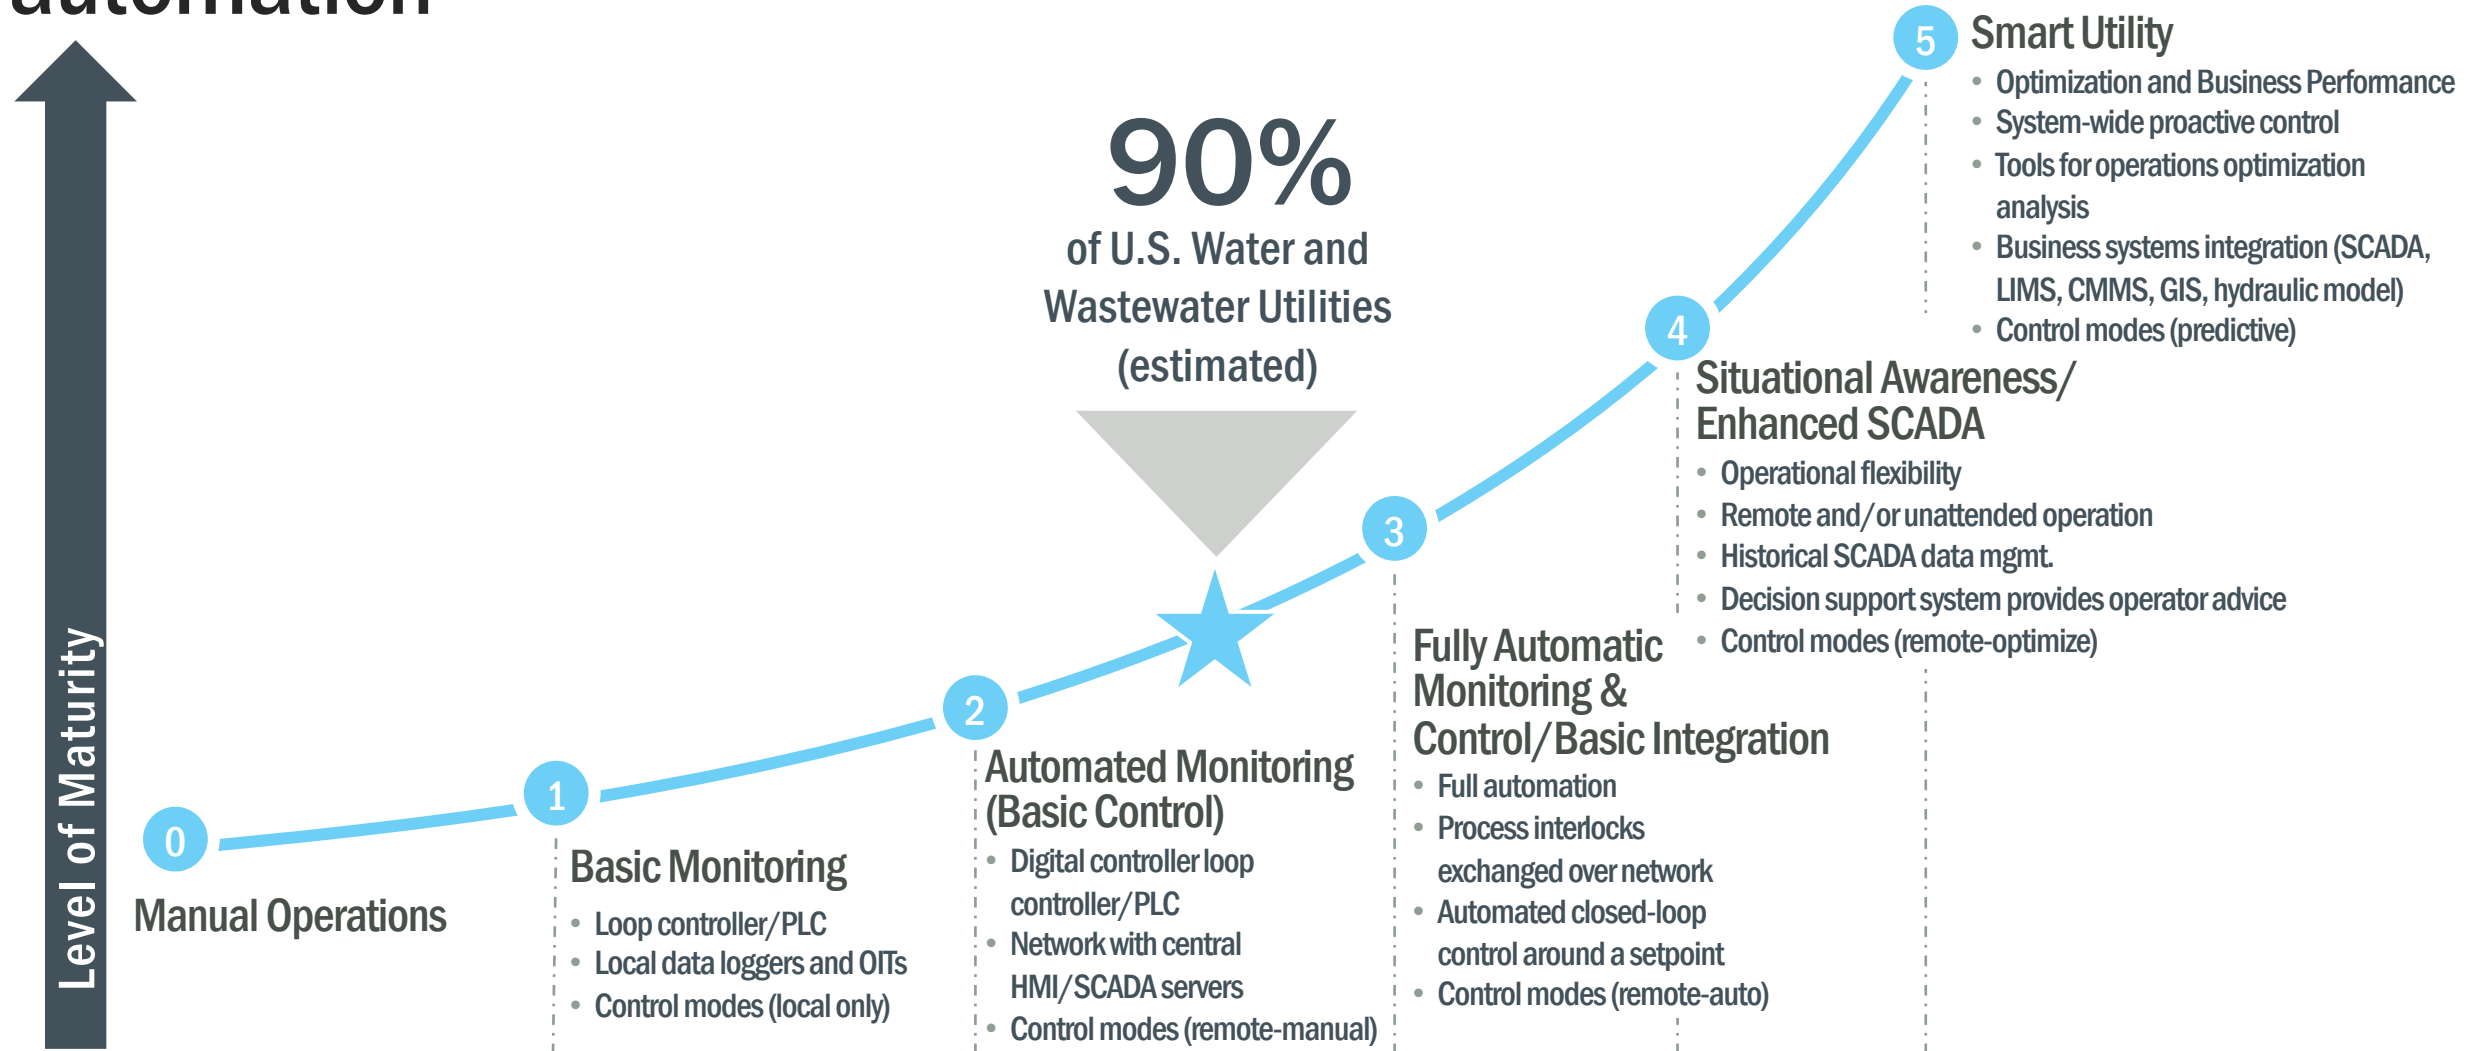 automation
Level of Maturity
0
Manual Operations
1
Basic Monitoring
• Loop controller/PLC
• Local data loggers and OITs
• Control modes (local only)
2
Automated Monitoring
(Basic Control)
• Digital controller loop
controller/PLC
• Network with central
HMI/SCADA servers
• Control modes (remote-manual)
90%
of U.S. Water and
Wastewater Utilities
(estimated)
3
Fully Automatic
Monitoring &
Control/Basic Integration
• Full automation
• Process interlocks
exchanged over network
• Automated closed-loop
control around a setpoint
• Control modes (remote-auto)
4
Situational Awareness/
Enhanced SCADA
• Operational flexibility
• Remote and/or unattended operation
• Historical SCADA data mgmt.
• Decision support system provides operator advice
• Control modes (remote-optimize)
5
Smart Utility
• Optimization and Business Performance
• System-wide proactive control
• Tools for operations optimization
analysis
• Business systems integration (SCADA,
LIMS, CMMS, GIS, hydraulic model)
• Control modes (predictive)